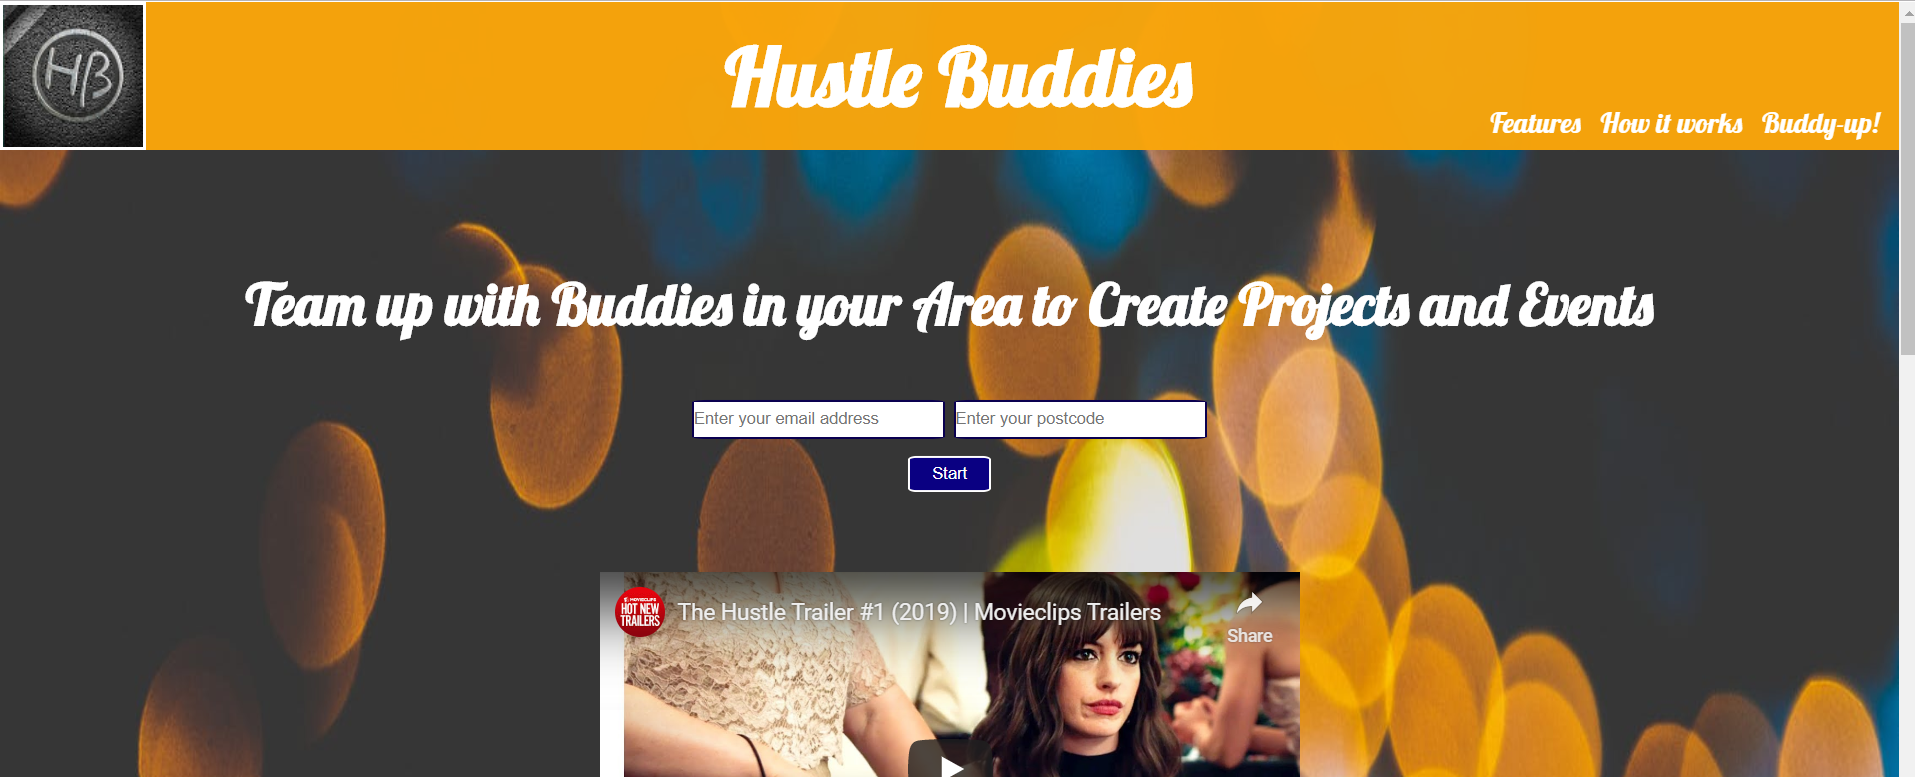 HB
Hustle Buddies
Features How it works Buddy-up!
Team up with Buddies in your Area to Create Projects and Events
Enter your email address Enter your postcode
Start
MOVIECLIPS
HOT NEW
TRAILERS
The Hustle Trailer #1 (2019) | Movieclips Trailers
Share